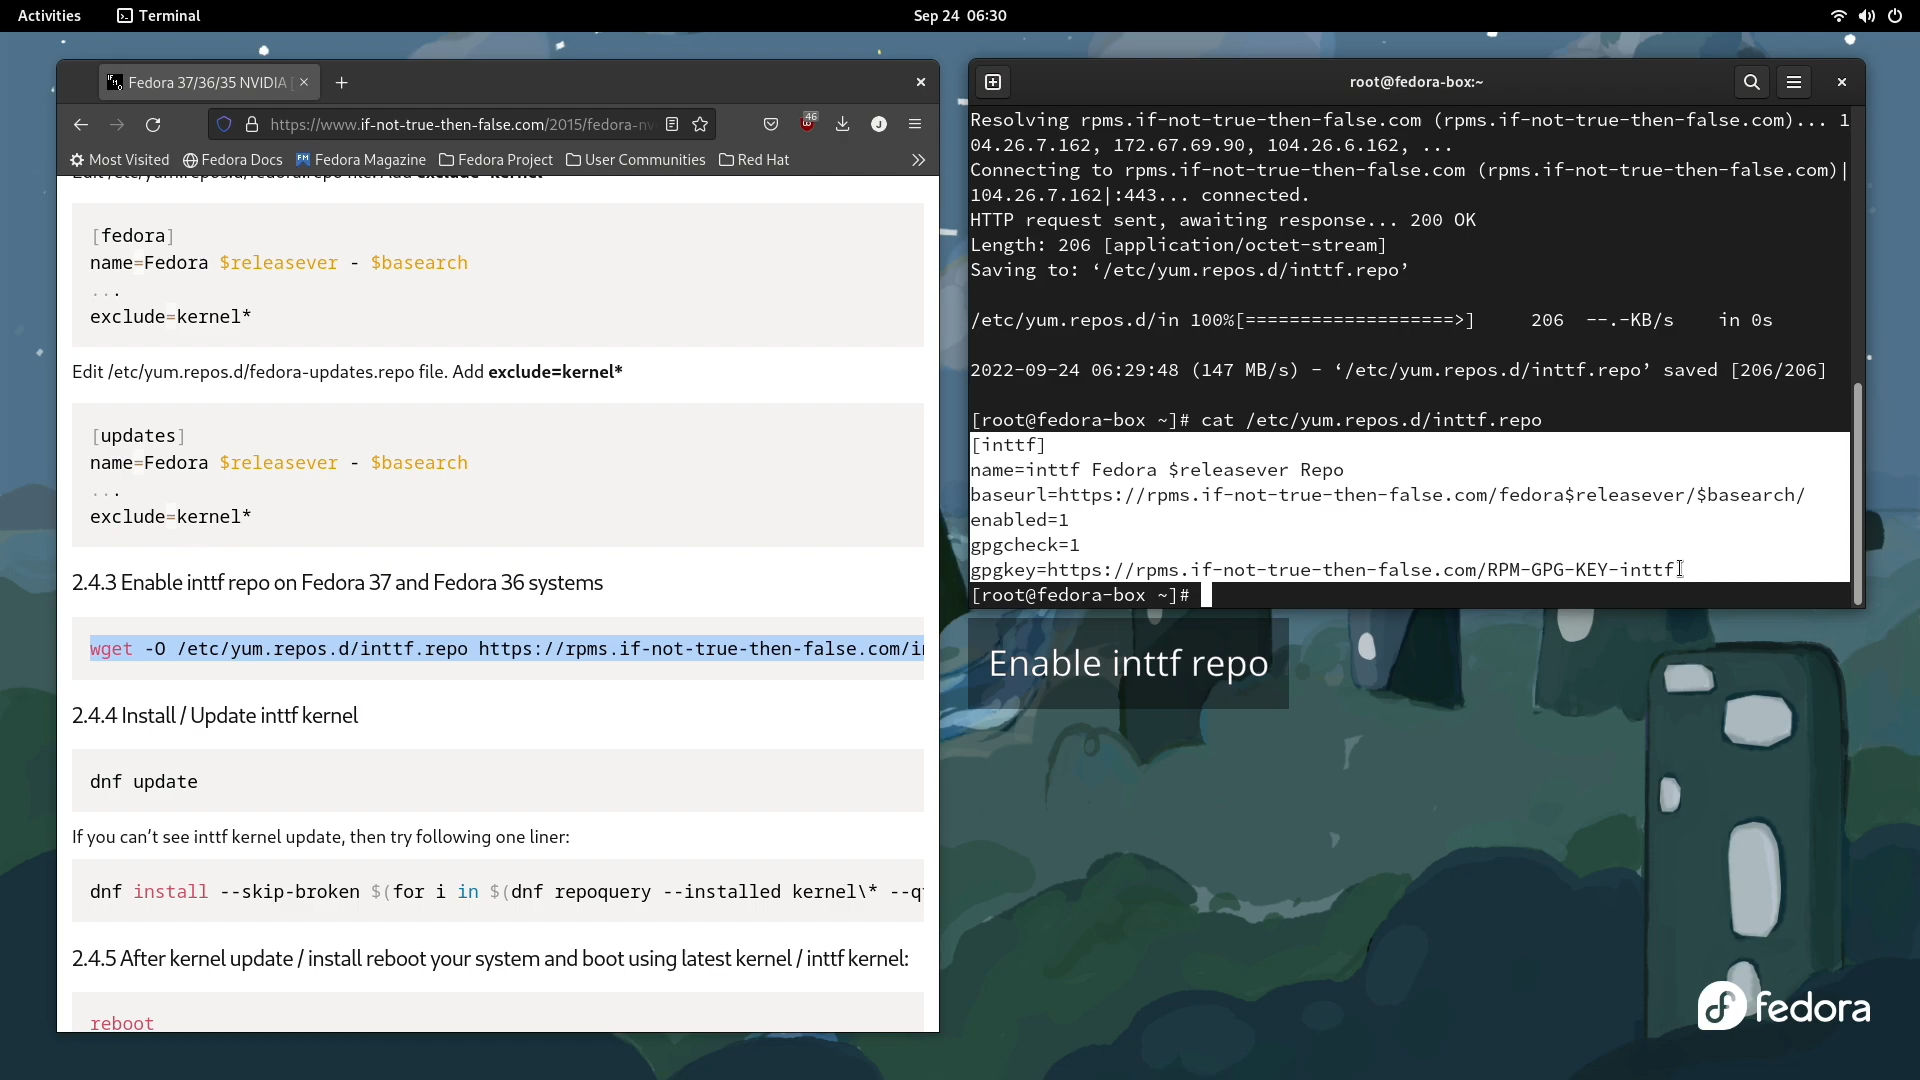 Activities
Terminal
Sep 24 06:30
Fedora 37/36/35 NVIDIA [
https://www.if-not-true-then-false.com/2015/fedora-nv
46
Most Visited
Fedora Docs
Fedora Magazine
Fedora Project
User Communities
Red Hat
Edit /etc/yum.repos.d/fedora.repo file. Add exclude=kernel*
[fedora]
name=Fedora $releasever - $basearch
...
exclude=kernel*
Edit /etc/yum.repos.d/fedora-updates.repo file. Add exclude=kernel*
[updates]
name=Fedora $releasever - $basearch
...
exclude=kernel*
2.4.3 Enable inttf repo on Fedora 37 and Fedora 36 systems
wget -O /etc/yum.repos.d/inttf.repo https://rpms.if-not-true-then-false.com/in
2.4.4 Install / Update inttf kernel
dnf update
If you can’t see inttf kernel update, then try following one liner:
dnf install --skip-broken $(for i in $(dnf repoquery --installed kernel\* --q
2.4.5 After kernel update / install reboot your system and boot using latest kernel / inttf kernel:
reboot
root@fedora-box:~
Resolving rpms.if-not-true-then-false.com (rpms.if-not-true-then-false.com)... 1
04.26.7.162, 172.67.69.90, 104.26.6.162, ...
Connecting to rpms.if-not-true-then-false.com (rpms.if-not-true-then-false.com)|
104.26.7.162|:443... connected.
HTTP request sent, awaiting response... 200 OK
Length: 206 [application/octet-stream]
Saving to: ‘/etc/yum.repos.d/inttf.repo’
/etc/yum.repos.d/in 100%[===================>] 206 --.-KB/s in 0s
2022-09-24 06:29:48 (147 MB/s) - ‘/etc/yum.repos.d/inttf.repo’ saved [206/206]
[root@fedora-box ~]# cat /etc/yum.repos.d/inttf.repo
[inttf]
name=inttf Fedora $releasever Repo
baseurl=https://rpms.if-not-true-then-false.com/fedora$releasever/$basearch/
enabled=1
gpgcheck=1
gpgkey=https://rpms.if-not-true-then-false.com/RPM-GPG-KEY-inttf
[root@fedora-box ~]#
Enable inttf repo
fedora